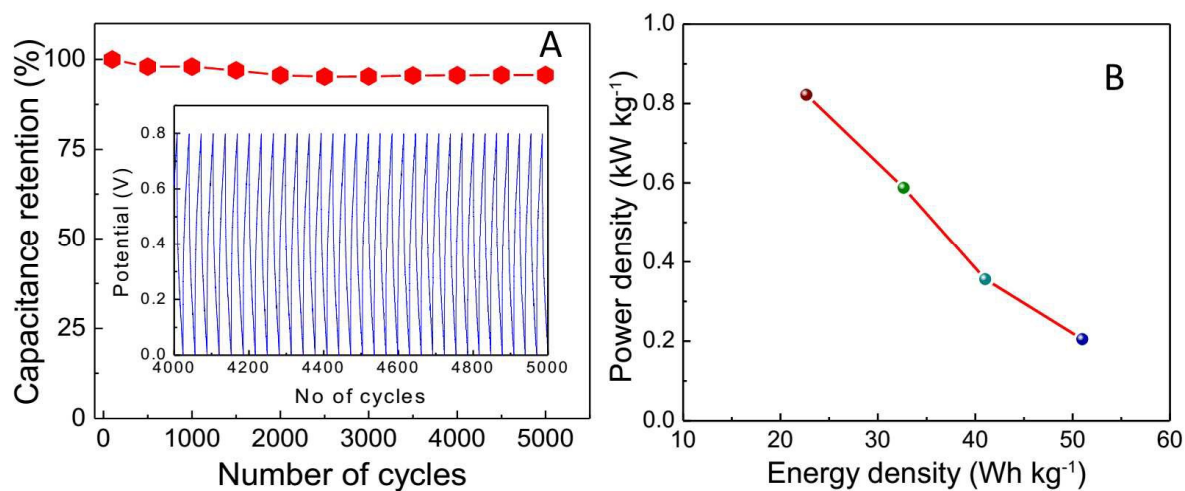 A
Capacitance retention (%)
100
75
50
25
0
0 1000 2000 3000 4000 5000
Number of cycles
Potential (V)
0.8
0.6
0.4
0.2
0.0
4000 4200 4400 4600 4800 5000
No of cycles
B
Power density (kW kg⁻¹)
1.0
0.8
0.6
0.4
0.2
0.0
10 20 30 40 50 60
Energy density (Wh kg⁻¹)